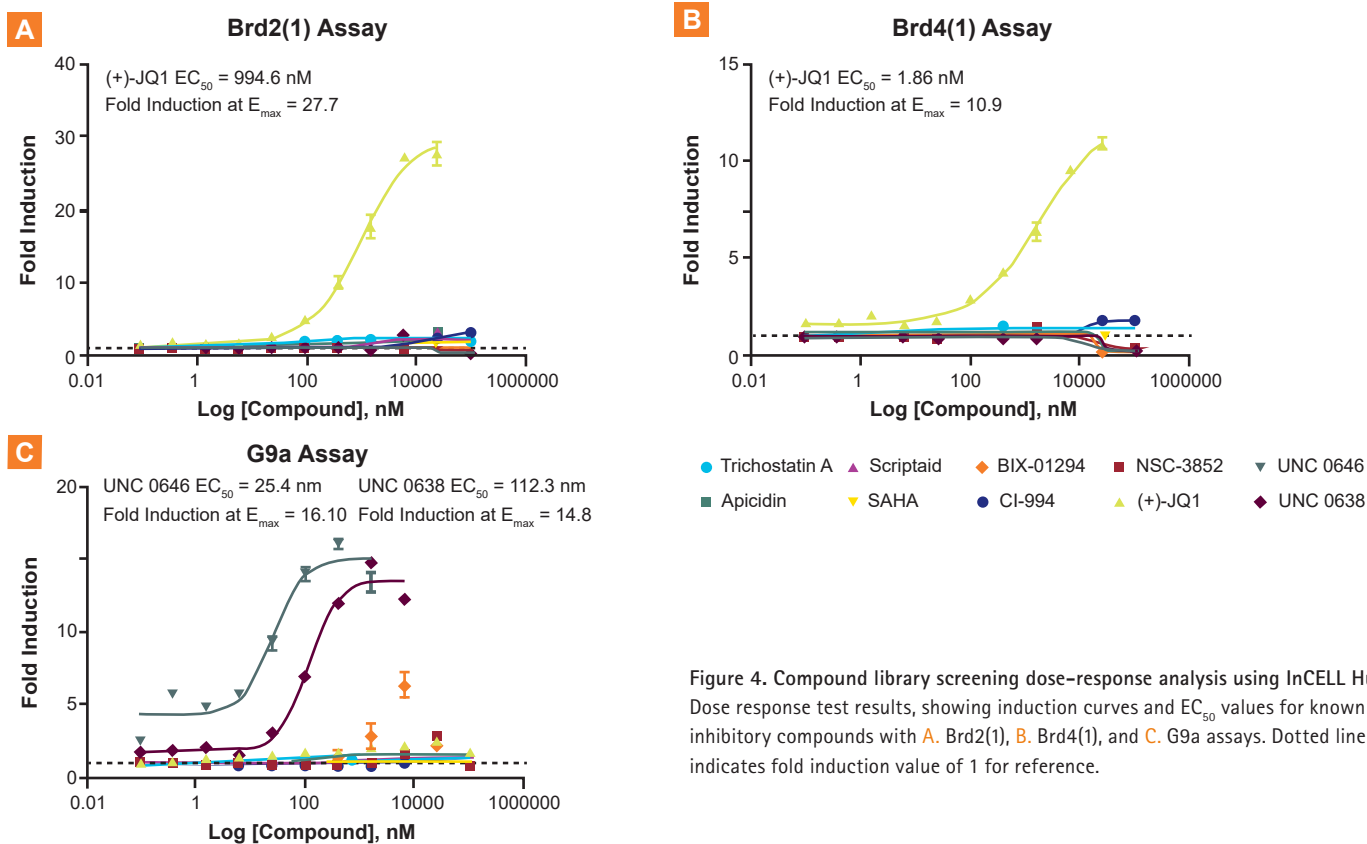 A
Brd2(1) Assay
(+)-JQ1 EC50 = 994.6 nM
Fold Induction at Emax = 27.7
Fold Induction
40
30
20
10
0
0.01
1
100
10000
1000000
Log [Compound], nM
B
Brd4(1) Assay
(+)-JQ1 EC50 = 1.86 nM
Fold Induction at Emax = 10.9
Fold Induction
15
10
5
0
0.01
1
100
10000
1000000
Log [Compound], nM
C
G9a Assay
UNC 0646 EC50 = 25.4 nm UNC 0638 EC50 = 112.3 nm
Fold Induction at Emax = 16.10 Fold Induction at Emax = 14.8
Fold Induction
20
10
5
0
0.01
1
100
10000
1000000
Log [Compound], nM
Trichostatin A Scriptaid BIX-01294 NSC-3852 UNC 0646
Apicidin SAHA CI-994 (+)-JQ1 UNC 0638
Figure 4. Compound library screening dose-response analysis using InCELL
Dose response test results, showing induction curves and EC50 values for known
inhibitory compounds with A. Brd2(1), B. Brd4(1), and C. G9a assays. Dotted line
indicates fold induction value of 1 for reference.